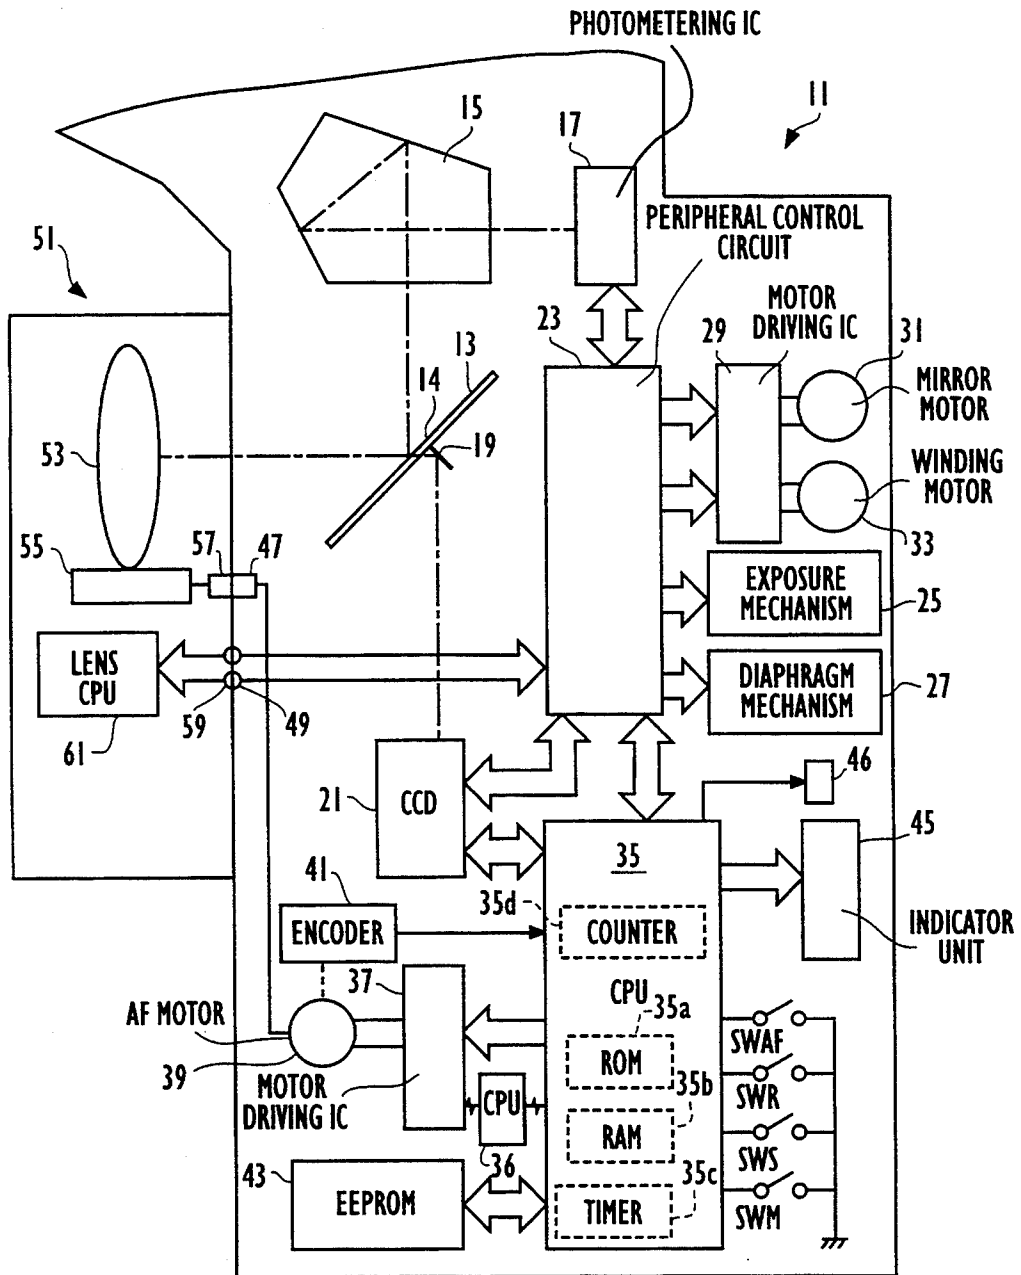 PHOTOMETERING IC
11
15
17
PERIPHERAL CONTROL
CIRCUIT
51
MOTOR
DRIVING IC
23
29
31
13
14
MIRROR
MOTOR
53
19
WINDING
MOTOR
55
57
47
33
EXPOSURE
MECHANISM
25
LENS
CPU
DIAPHRAGM
MECHANISM
27
59
49
61
46
21
CCD
45
35
41
35d
ENCODER
COUNTER
INDICATOR
UNIT
37
CPU
35a
AF MOTOR
SWAF
ROM
39
MOTOR
DRIVING IC
CPU
35b
SWR
RAM
36
SWS
43
EEPROM
35c
TIMER
SWM